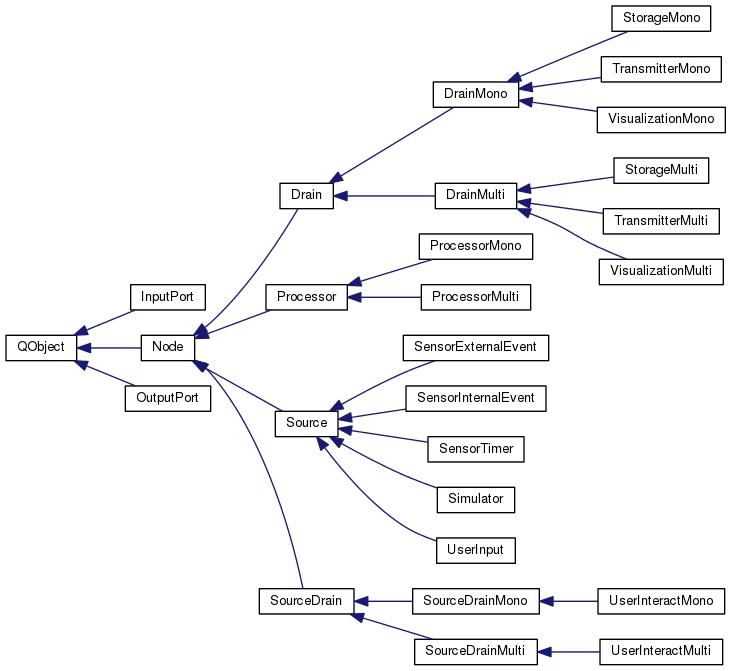 StorageMono
TransmitterMono
DrainMono
VisualizationMono
StorageMulti
Drain
DrainMulti
TransmitterMulti
ProcessorMono
VisualizationMulti
InputPort
Processor
ProcessorMulti
QObject
Node
SensorExternalEvent
OutputPort
SensorInternalEvent
Source
SensorTimer
Simulator
UserInput
SourceDrain
SourceDrainMono
UserInteractMono
SourceDrainMulti
UserInteractMulti